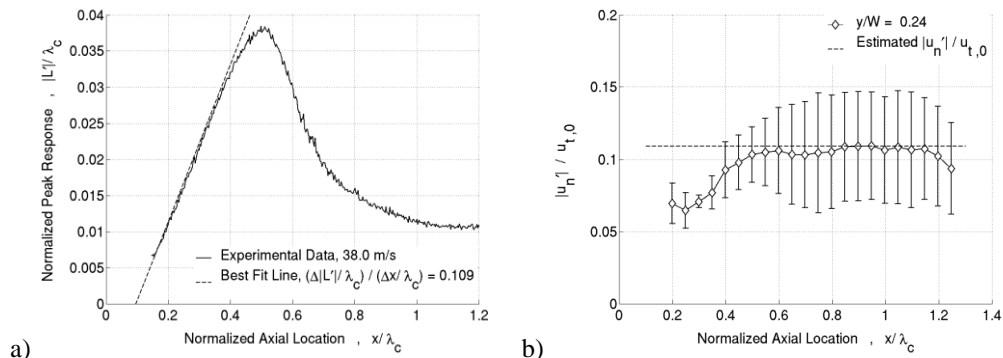 0.04
0.035
0.03
0.025
0.02
0.015
0.01
0.005
0
0 0.2 0.4 0.6 0.8 1 1.2
Normalized Peak Response , |L'|/ λc
Normalized Axial Location , x/ λc
Experimental Data, 38.0 m/s
Best Fit Line, (Δ|L'|/ λc) / (Δx/ λc) = 0.109
a)
0.2
0.15
0.1
0.05
0
0 0.2 0.4 0.6 0.8 1 1.2 1.4
|un'| / ut,0
Normalized Axial Location , x/ λc
y/W = 0.24
Estimated |un'| / ut,0
b)